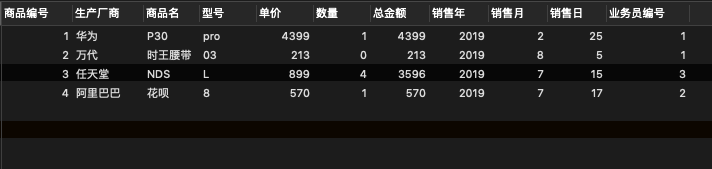 商品编号 生产厂商 商品名 型号 单价 数量 总金额 销售年 销售月 销售日 业务员编号
1 华为 P30 pro 4399 1 4399 2019 2 25 1
2 万代 时王腰带 03 213 0 213 2019 8 5 1
3 任天堂 NDS L 899 4 3596 2019 7 15 3
4 阿里巴巴 花呗 8 570 1 570 2019 7 17 2